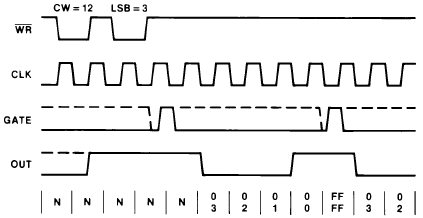 CW = 12 LSB = 3
WR
CLK
GATE
OUT
N N N N N 0 0 0 0 FF 0 0
3 2 1 0 FF 3 2